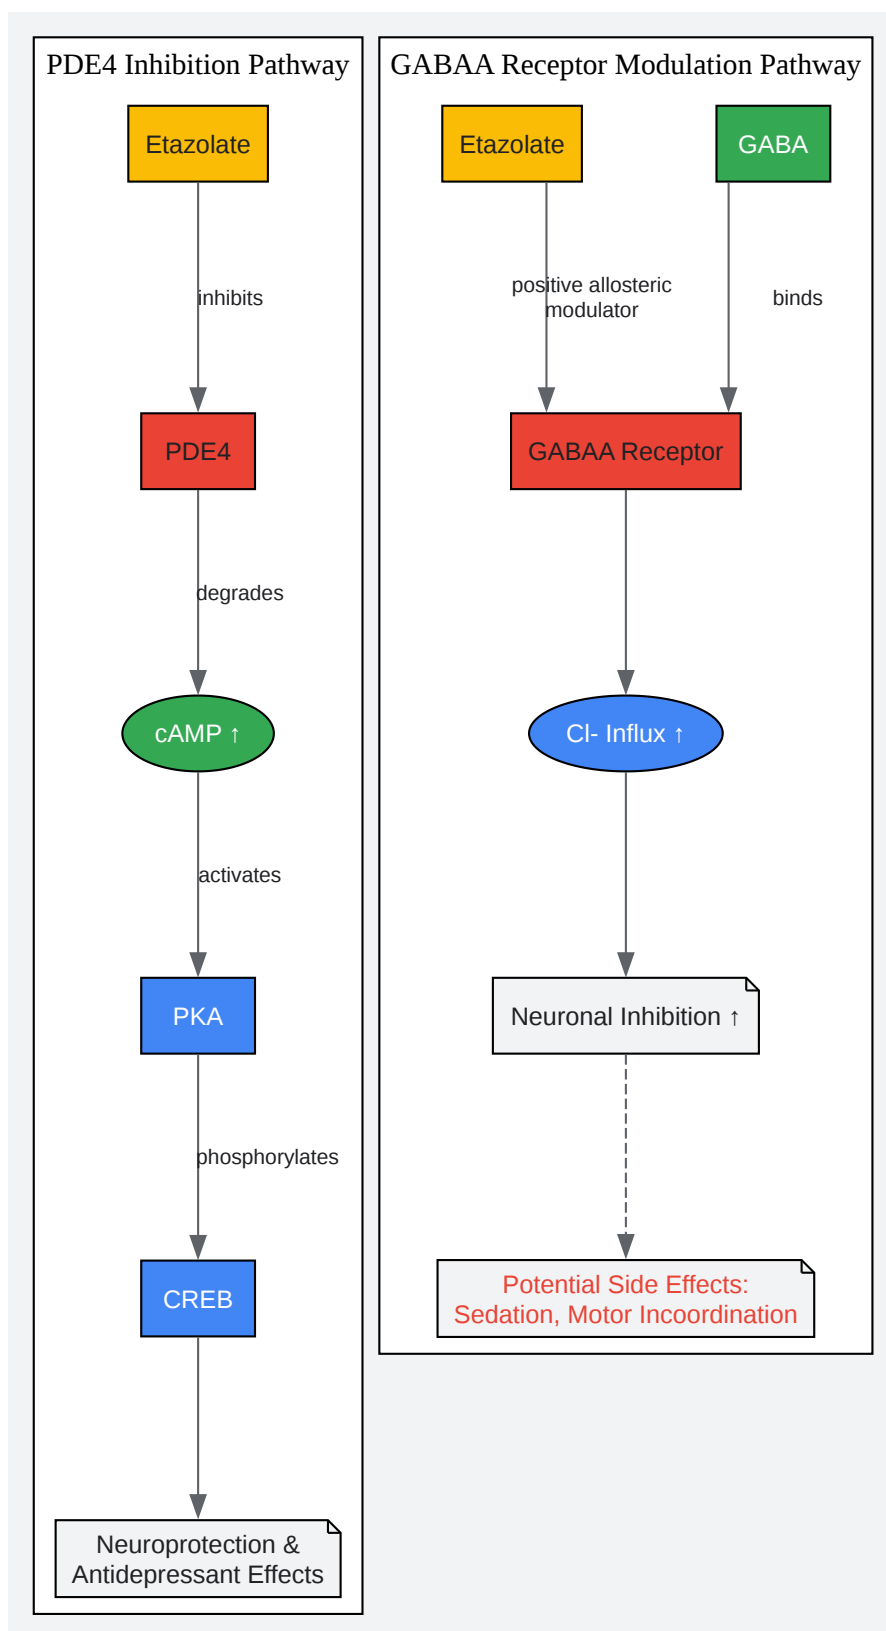 PDE4 Inhibition Pathway
Etazolate
inhibits
PDE4
degrades
cAMP ↑
activates
PKA
phosphorylates
CREB
Neuroprotection &
Antidepressant Effects
GABAA Receptor Modulation Pathway
Etazolate
GABA
positive allosteric
modulator
binds
GABAA Receptor
Cl- Influx ↑
Neuronal Inhibition ↑
Potential Side Effects:
Sedation, Motor Incoordination